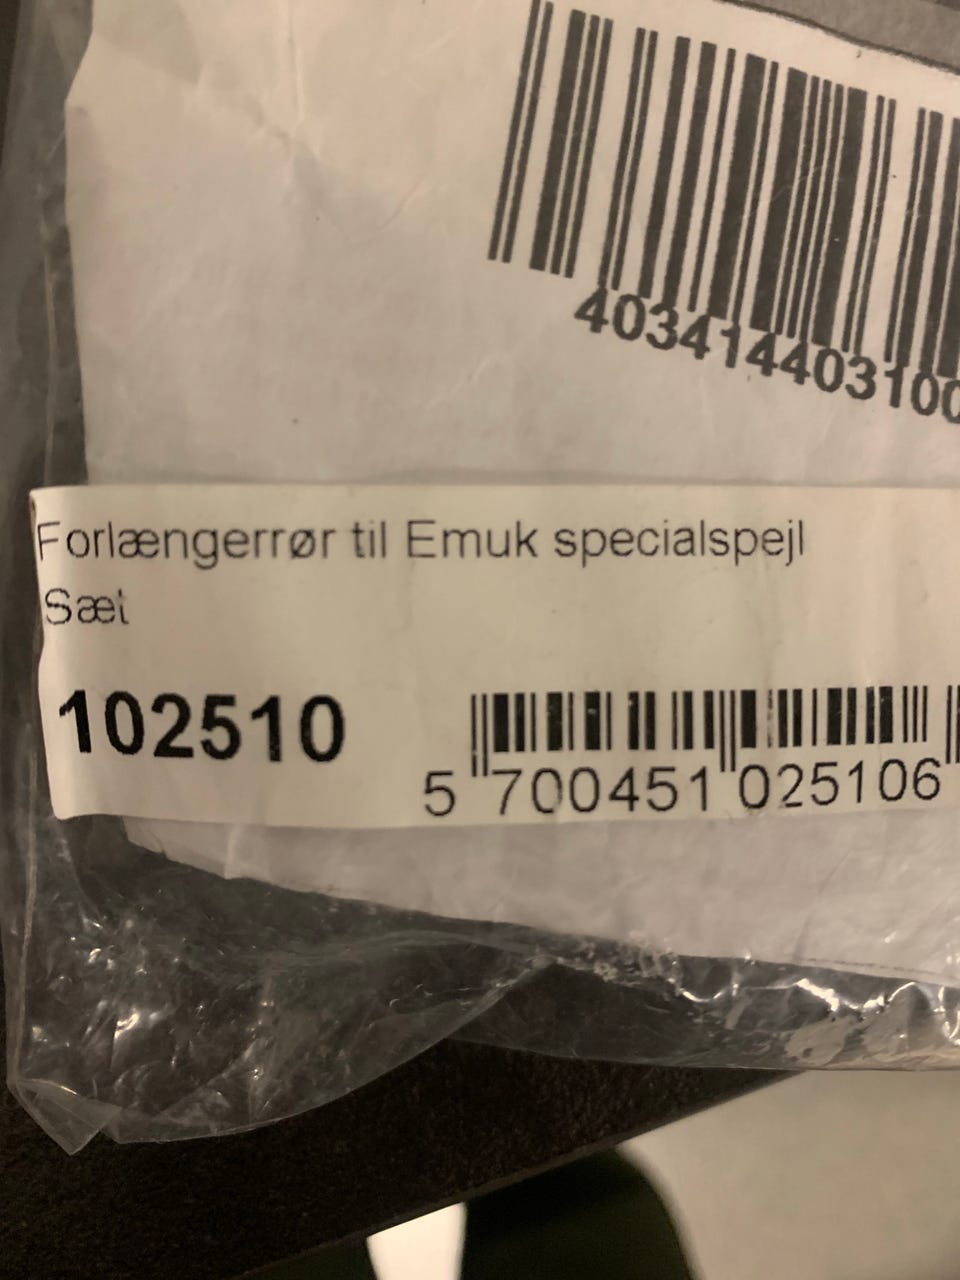 403414403100
Forlængerrør til Emuk specialspejl
Sæt
102510
5 700451 025106